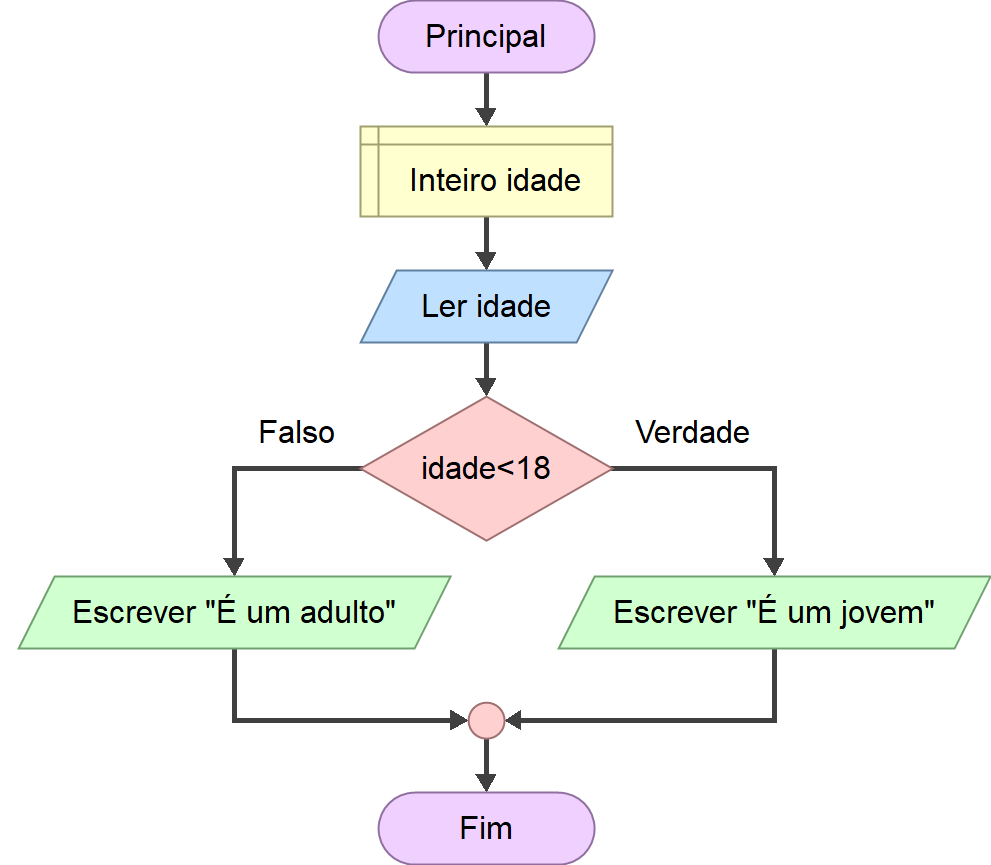 Principal
Inteiro idade
Ler idade
Falso
Verdade
idade<18
Escrever "É um adulto"
Escrever "É um jovem"
Fim